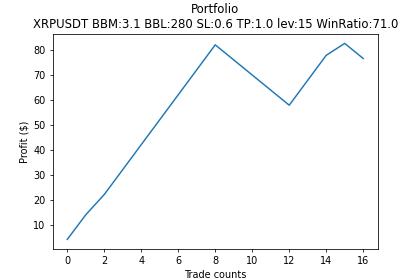 Portfolio
XRPUSDT BBM:3.1 BBL:280 SL:0.6 TP:1.0 lev:15 WinRatio:71.0
Profit ($)
80
70
60
50
40
30
20
10
0 2 4 6 8 10 12 14 16
Trade counts